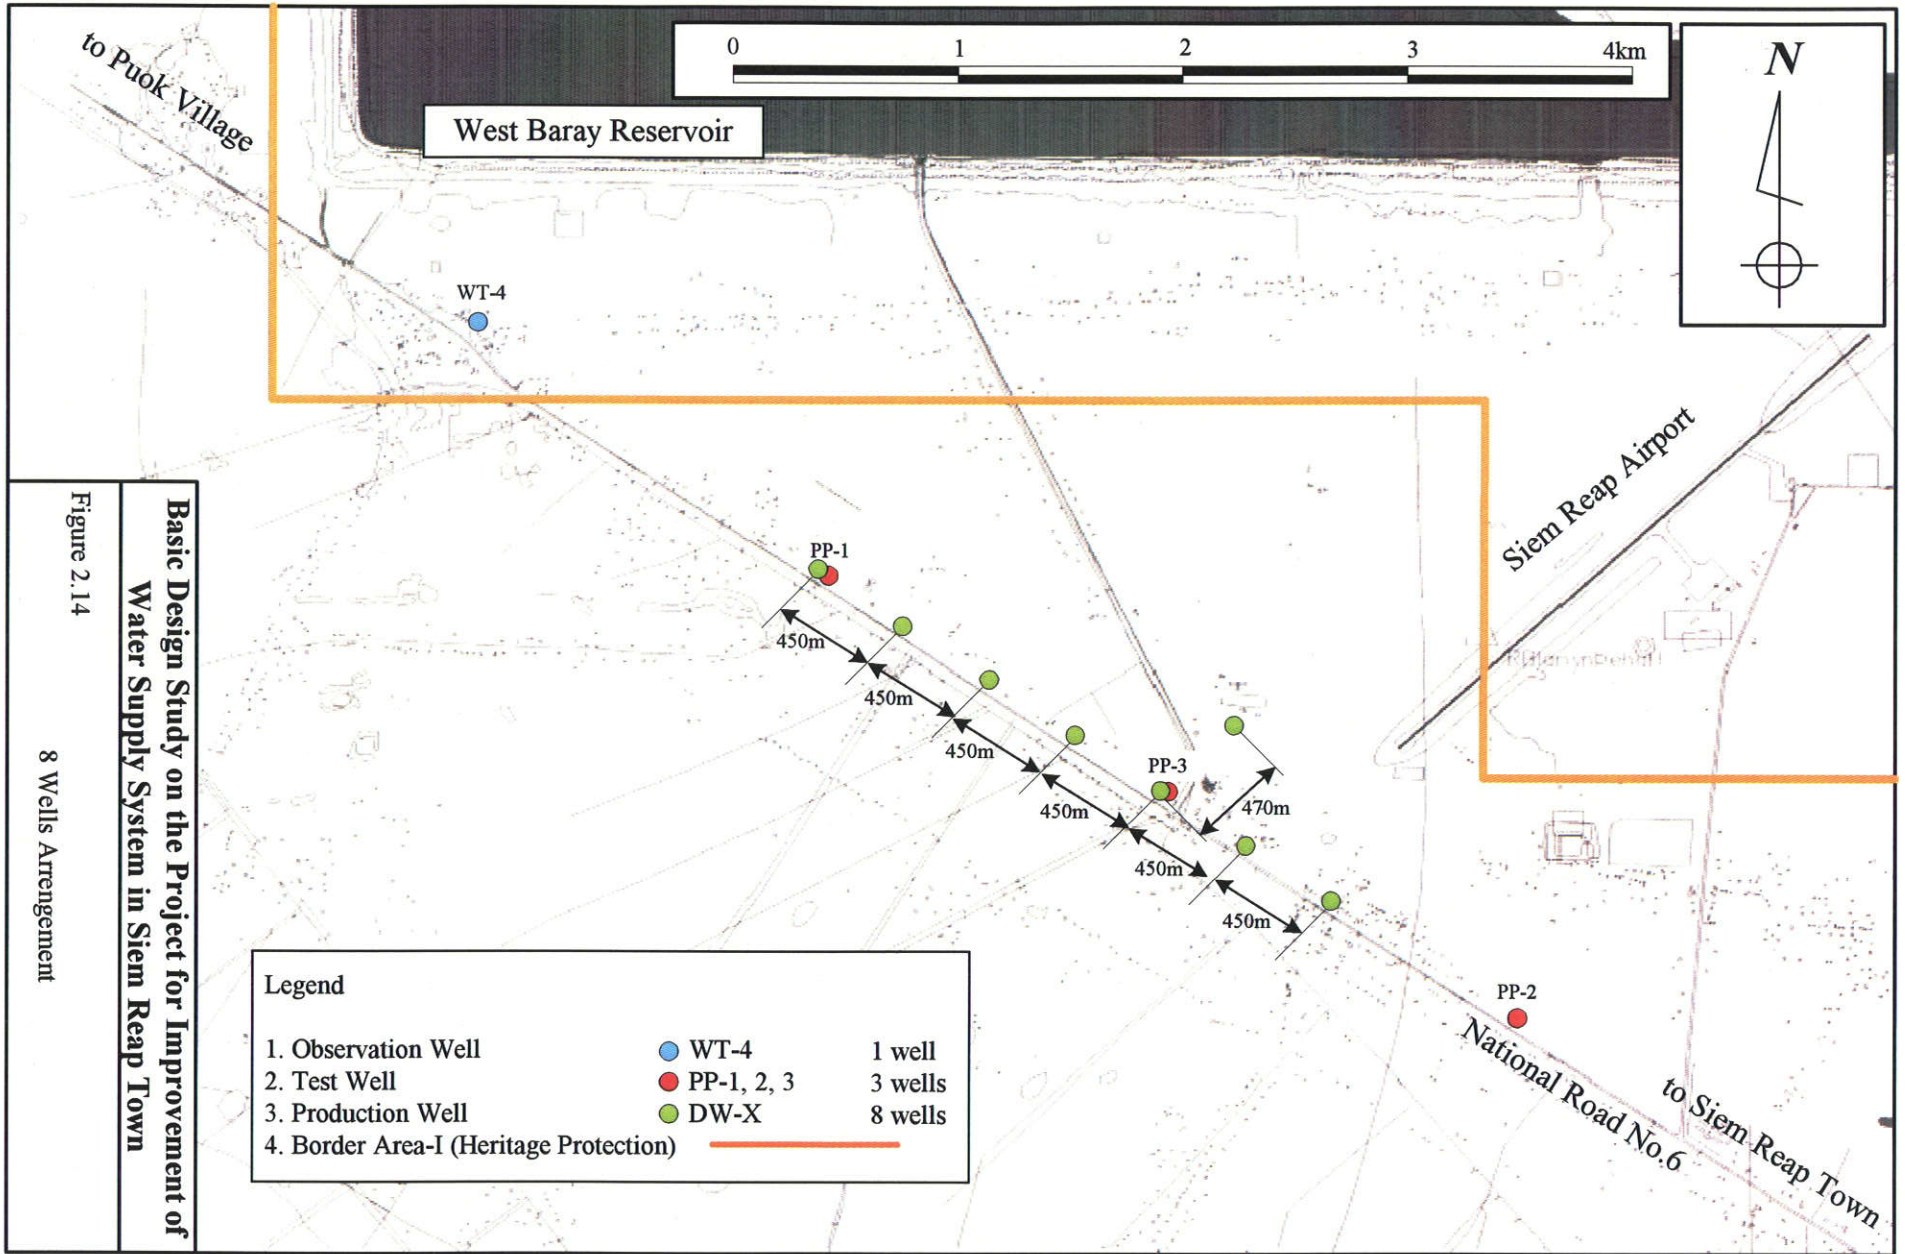 to Puok Village
West Baray Reservoir
0 1 2 3 4km
N
WT-4
Siem Reap Airport
PP-1
450m
450m
450m
450m
450m
450m
PP-3
470m
PP-2
National Road No.6
to Siem Reap Town
Legend
1. Observation Well WT-4 1 well
2. Test Well PP-1, 2, 3 3 wells
3. Production Well DW-X 8 wells
4. Border Area-I (Heritage Protection)
Basic Design Study on the Project for Improvement of
Water Supply System in Siem Reap Town
Figure 2.14
8 Wells Arrengement